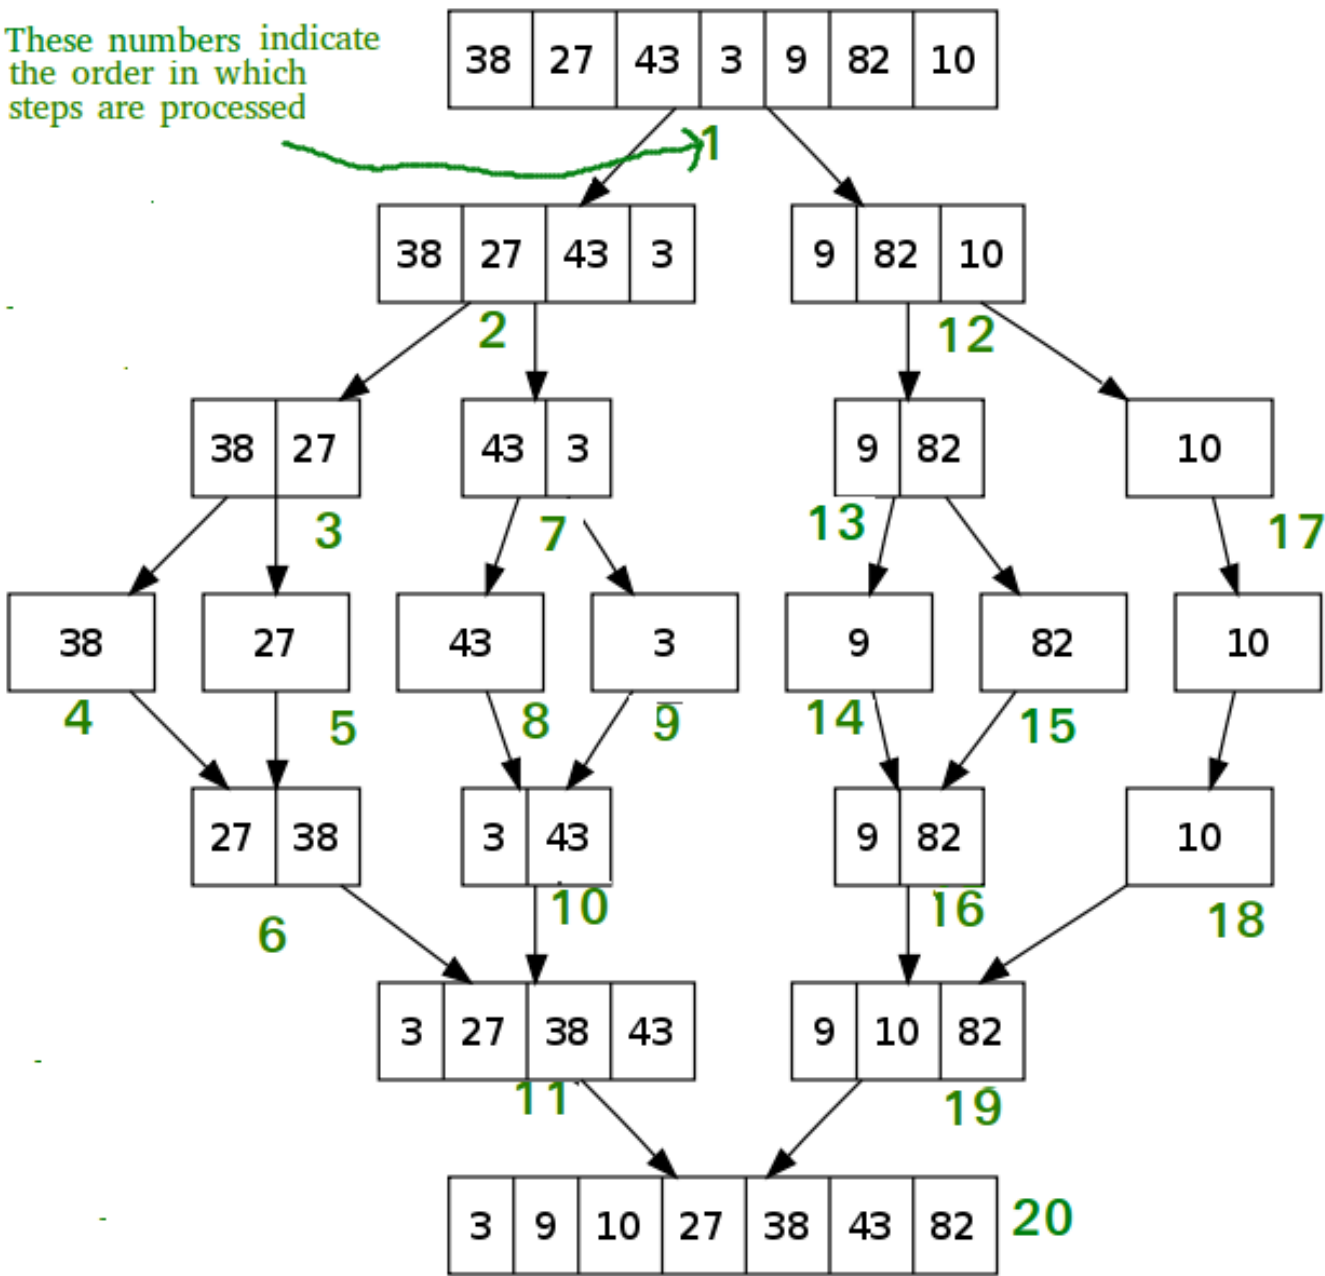 These numbers indicate
the order in which
steps are processed
38 27 43 3 9 82 10
1
38 27 43 3 9 82 10
2 12
38 27 43 3 9 82 10
3 7 13 17
38 27 43 3 9 82 10
4 5 8 9 14 15
27 38 3 43 9 82 10
6 10 16 18
3 27 38 43 9 10 82
11 19
3 9 10 27 38 43 82 20